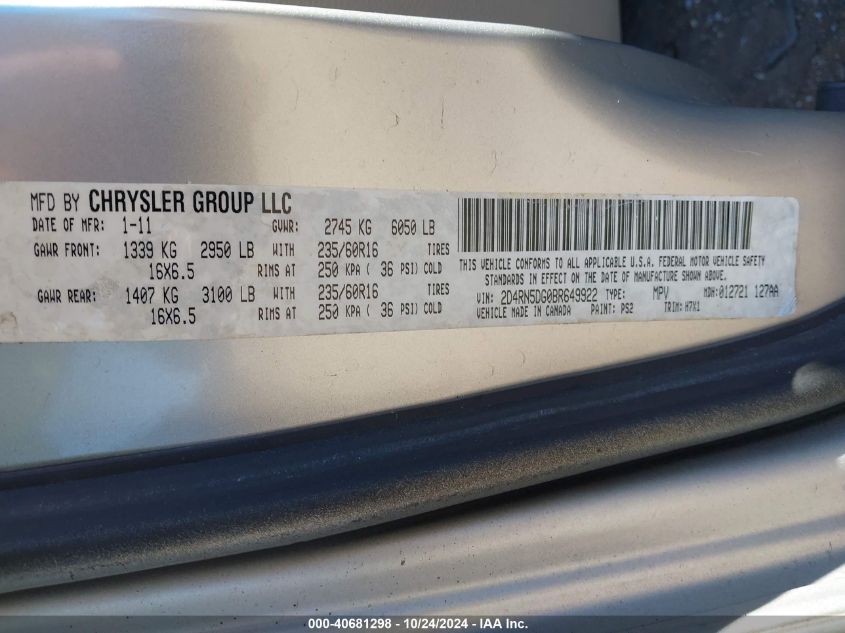 MFD BY CHRYSLER GROUP LLC
DATE OF MFR: 1-11 GVWR: 2745 KG 6050 LB
GAWR FRONT: 1339 KG 2950 LB WITH 235/60R16 TIRES
16X6.5 RIMS AT 250 KPA ( 36 PSI) COLD
GAWR REAR: 1407 KG 3100 LB WITH 235/60R16 TIRES
16X6.5 RIMS AT 250 KPA ( 36 PSI) COLD
THIS VEHICLE CONFORMS TO ALL APPLICABLE U.S.A. FEDERAL MOTOR VEHICLE SAFETY
STANDARDS IN EFFECT ON THE DATE OF MANUFACTURE SHOWN ABOVE.
VIN: 2D4RN5DG0BR649922 TYPE: MPV MDH: 012721 127AA
VEHICLE MADE IN CANADA PAINT: PS2 TRIM:
000-40681298 - 10/24/2024 - IAA Inc.